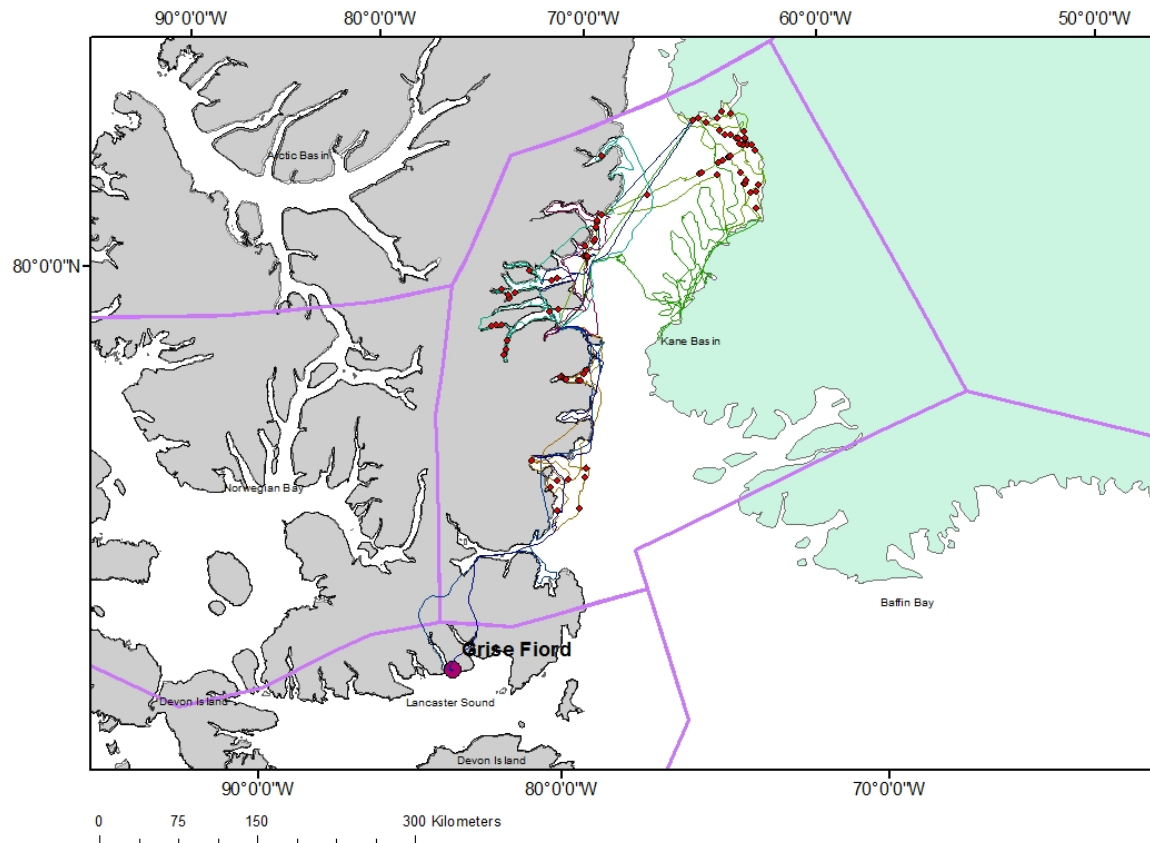 90°0'0"W 80°0'0"W 70°0'0"W 60°0'0"W 50°0'0"W
Arctic Basin
80°0'0"N
Kane Basin
Norwegian Bay
Baffin Bay
Grise Fiord
Devon Island
Lancaster Sound
Devon Island
90°0'0"W 80°0'0"W 70°0'0"W
0 75 150 300 Kilometers